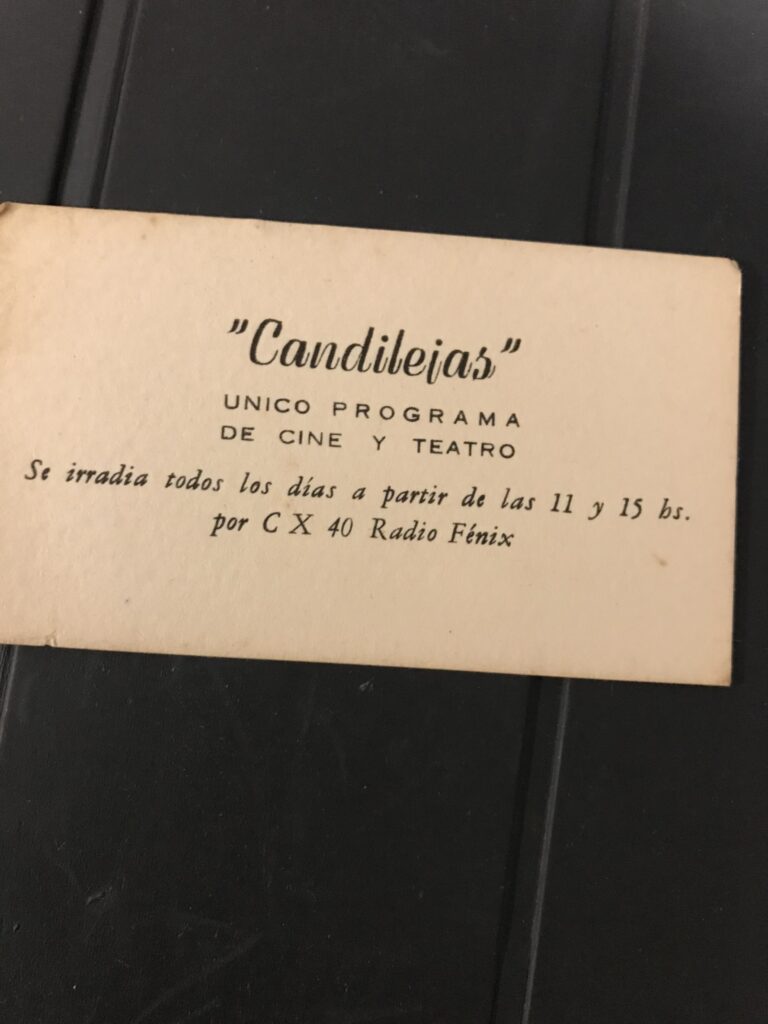 "Candilejas"
UNICO PROGRAMA
DE CINE Y TEATRO
Se irradia todos los días a partir de las 11 y 15 hs.
por C X 40 Radio Fénix